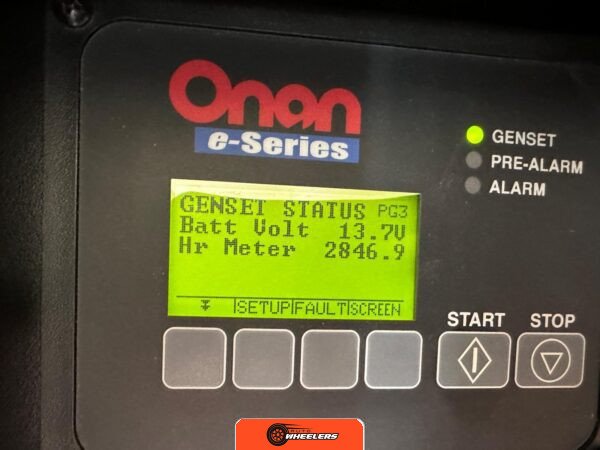 Onan
e-Series
GENSET
PRE-ALARM
ALARM
GENSET STATUS PG3
Batt Volt 13.7V
Hr Meter 2846.9
SETUP FAULT SCREEN
START STOP
WHEELERS